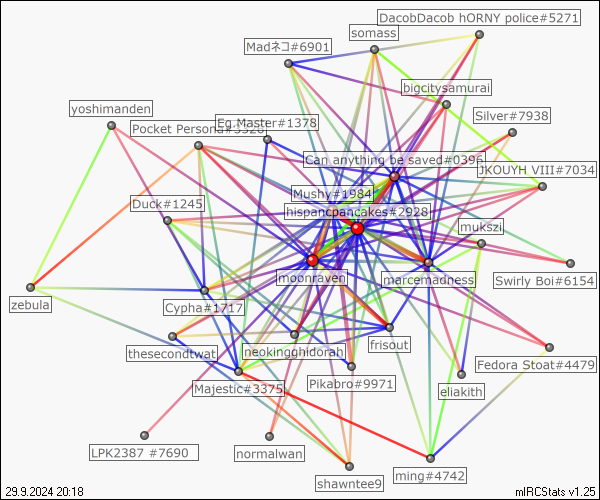 DacobDacob hORNY police#5271
somass
Madネコ#6901
bigcitysamurai
yoshimanden
Silver#7938
Eg.Master#1378
Pocket Persona#5526
Can anything be saved#0396
JKOUYH VIII#7034
Mushy#1984
Duck#1245
hispancpancakes#2928
mukszi
moonraven
marcemadness
Swirly Boi#6154
zebula
Cypha#1717
frisout
thesecondtwat
neokingghidorah
Fedora Stoat#4479
Majestic#3375
Pikabro#9971
eliakith
LPK2387 #7690
normalwan
shawntee9
ming#4742
29.9.2024 20:18
mIRCStats v1.25